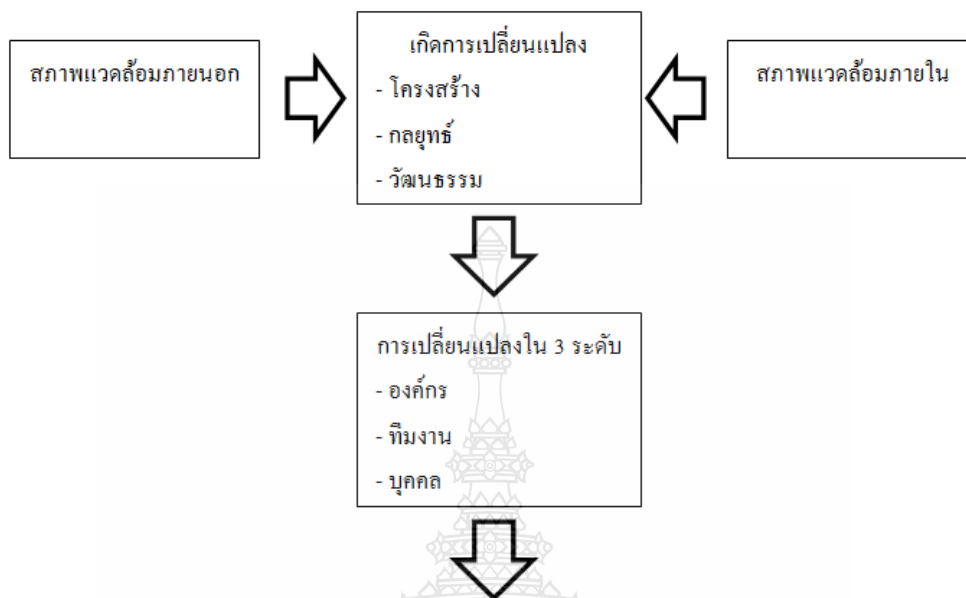 สภาพแวดล้อมภายนอก
เกิดการเปลี่ยนแปลง
- โครงสร้าง
- กลยุทธ์
- วัฒนธรรม
สภาพแวดล้อมภายใน
การเปลี่ยนแปลงใน 3 ระดับ
- องค์กร
- ทีมงาน
- บุคคล